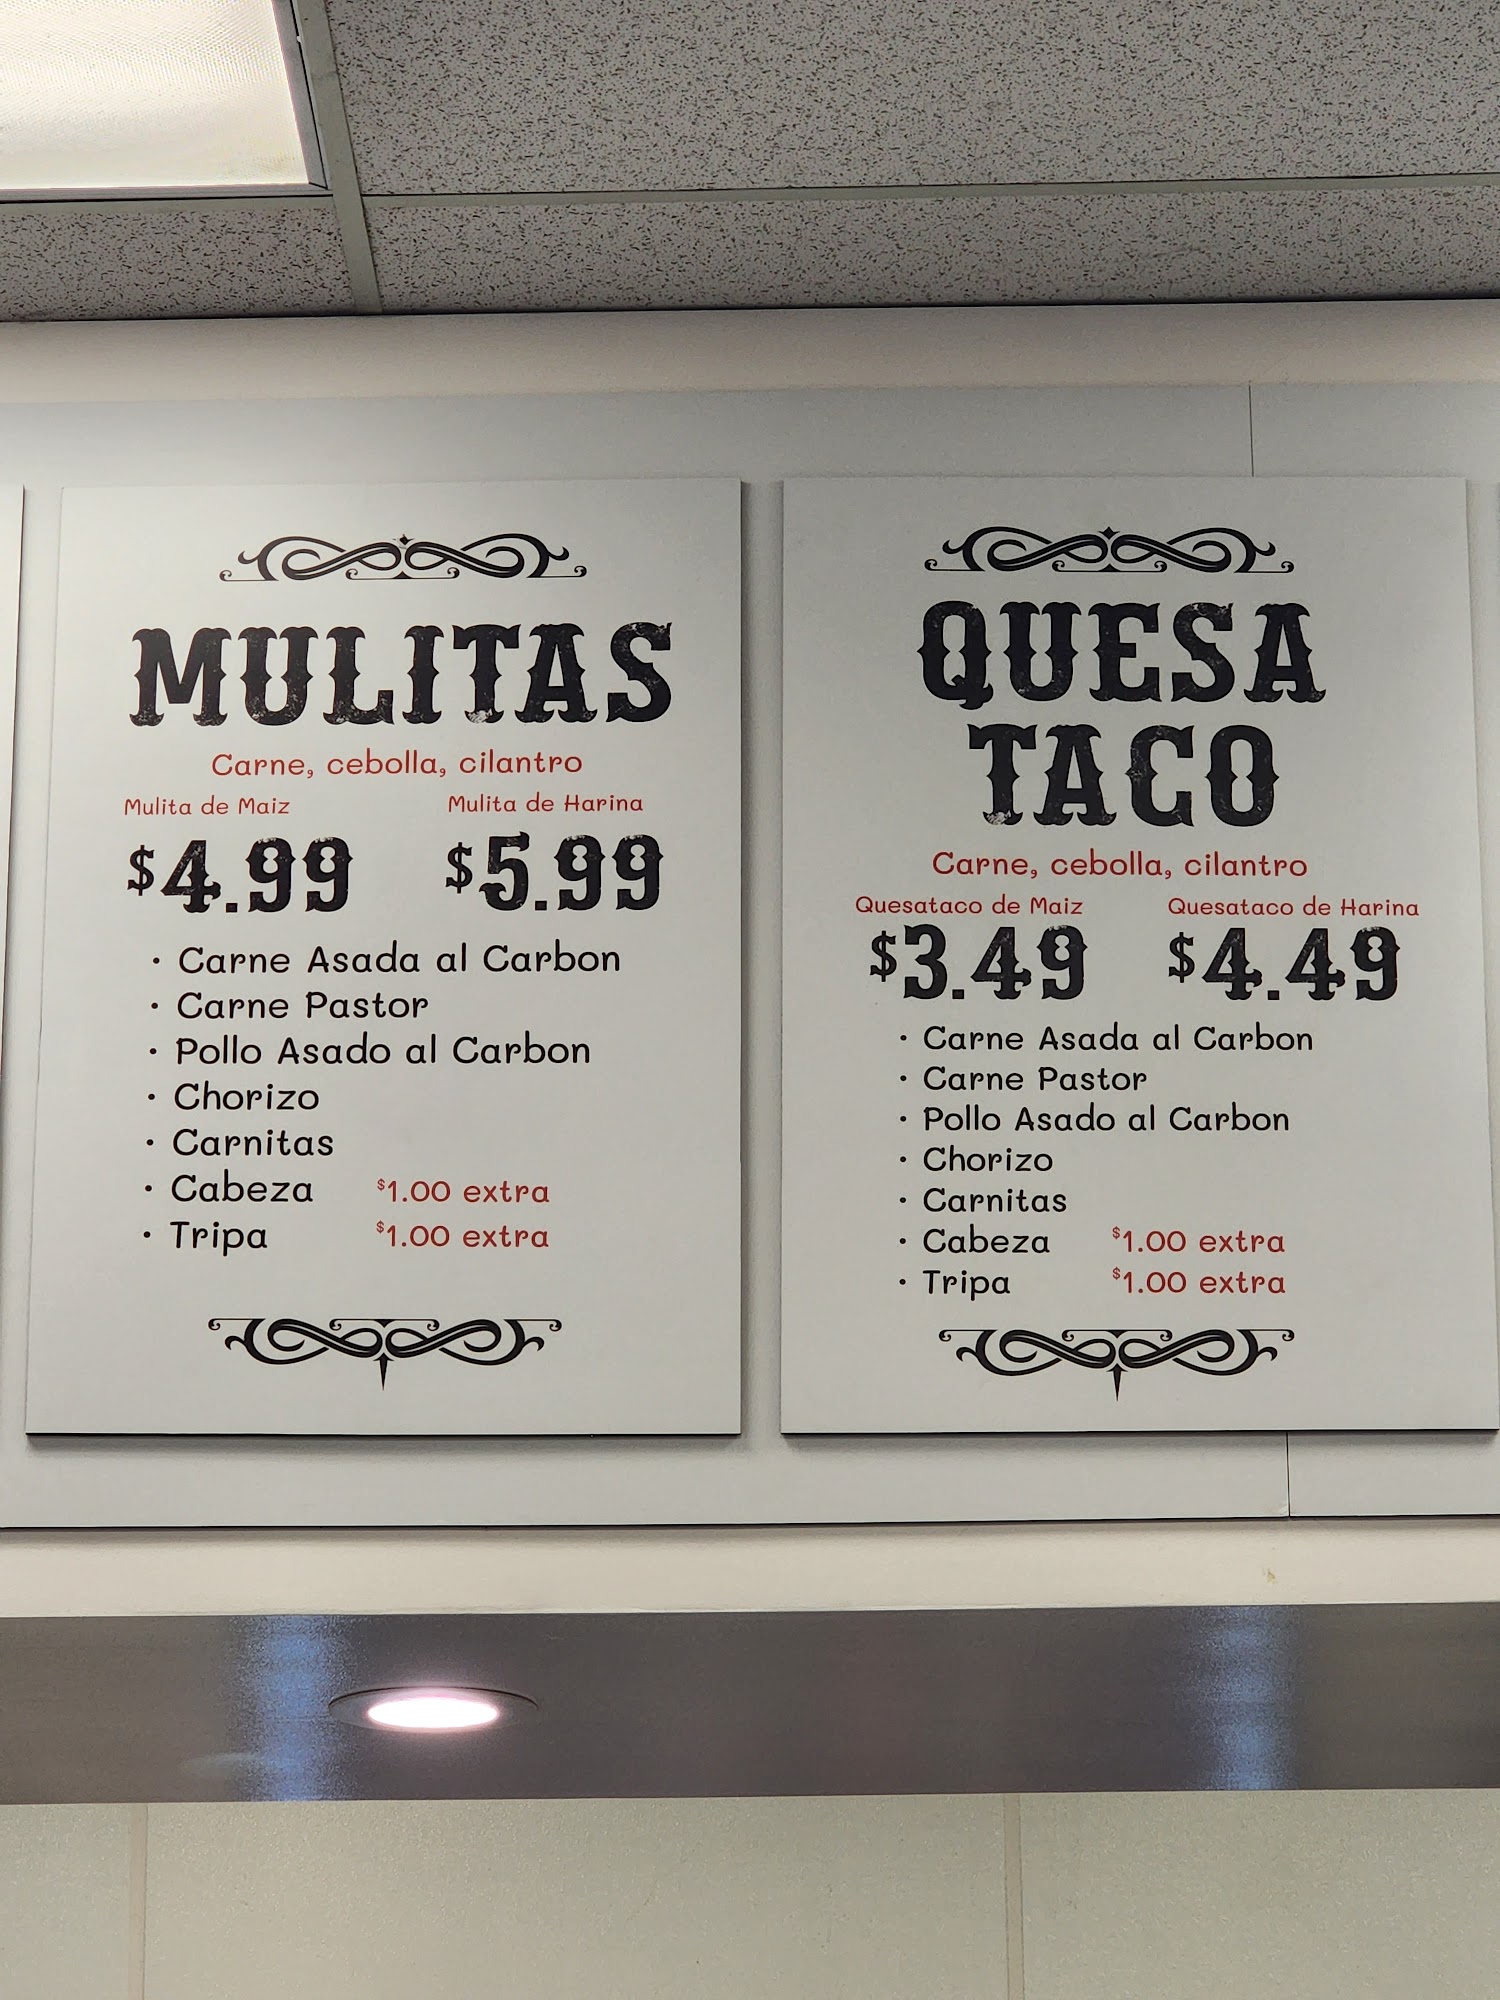 MULITAS
Carne, cebolla, cilantro
Mulita de Maiz Mulita de Harina
$4.99 $5.99
• Carne Asada al Carbon
• Carne Pastor
• Pollo Asado al Carbon
• Chorizo
• Carnitas
• Cabeza $1.00 extra
• Tripa $1.00 extra
QUESA
TACO
Carne, cebolla, cilantro
Quesataco de Maiz Quesataco de Harina
$3.49 $4.49
• Carne Asada al Carbon
• Carne Pastor
• Pollo Asado al Carbon
• Chorizo
• Carnitas
• Cabeza $1.00 extra
• Tripa $1.00 extra